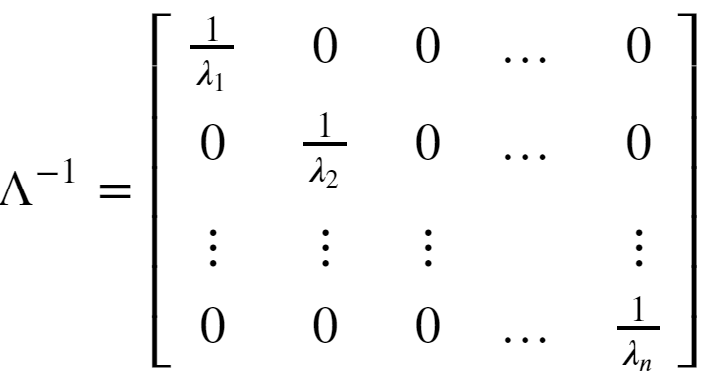 Λ⁻¹ = [ 1/λ₁ 0 0 … 0
0 1/λ₂ 0 … 0
⋮ ⋮ ⋮ ⋮
0 0 0 … 1/λₙ ]